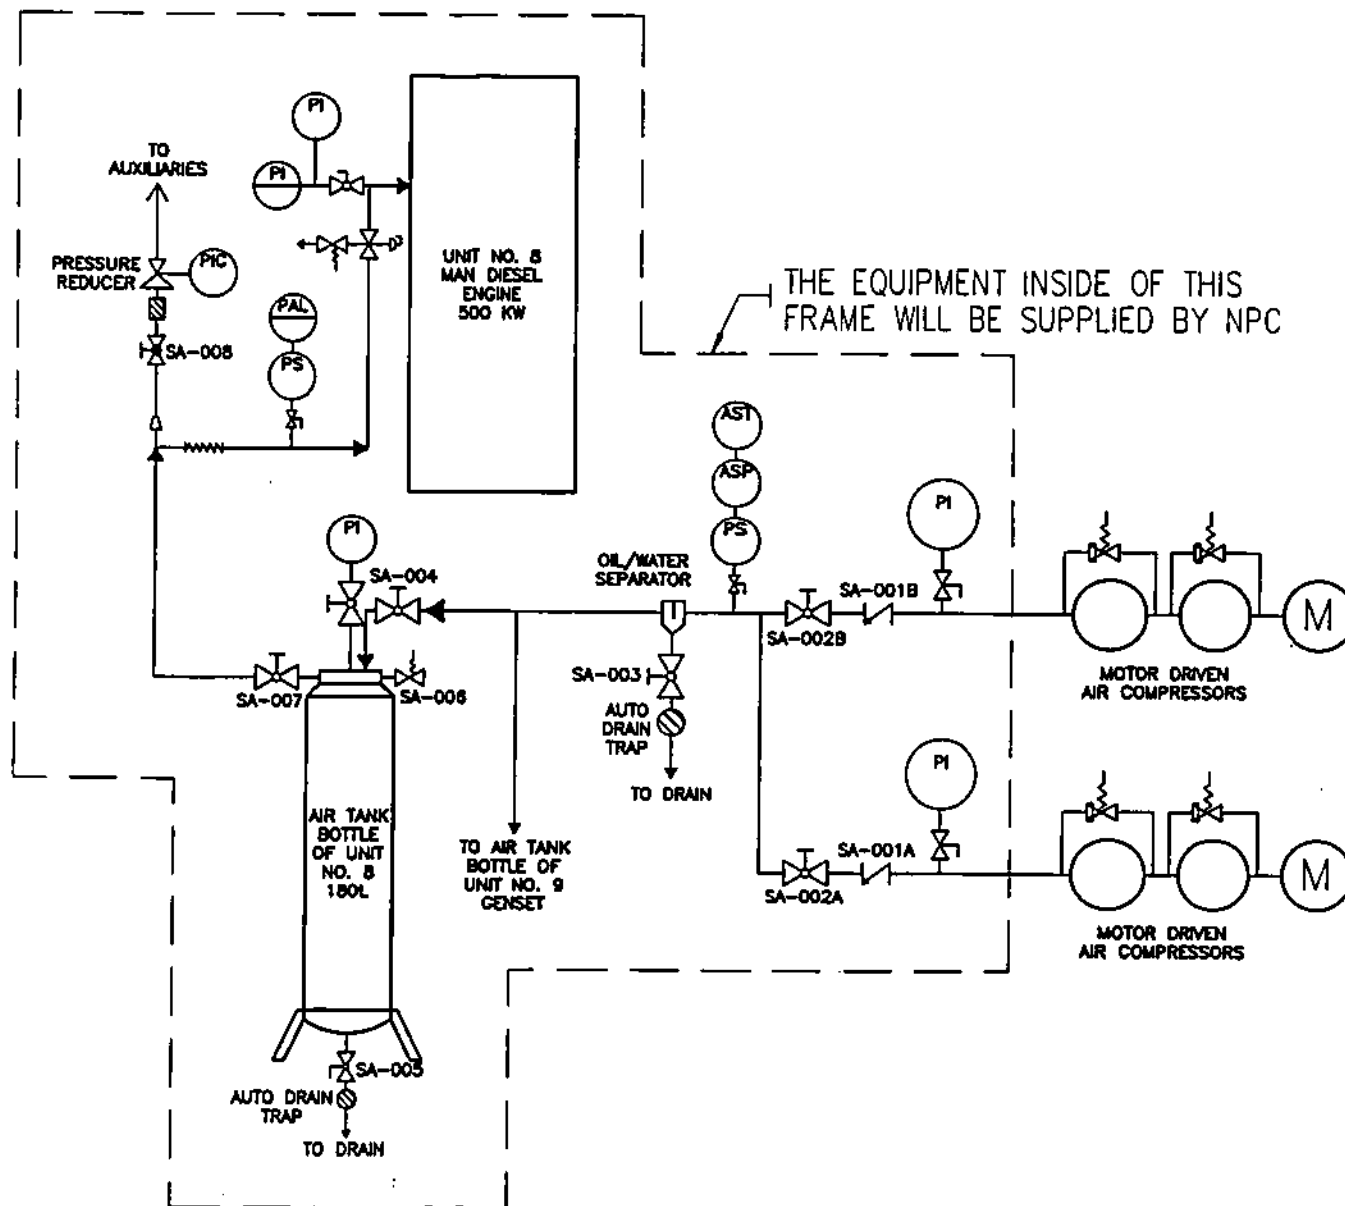 PI
TO
AUXILIARIES
PI
PRESSURE
REDUCER
PIC
UNIT NO. 8
MAN DIESEL
ENGINE
500 KW
THE EQUIPMENT INSIDE OF THIS
FRAME WILL BE SUPPLIED BY NPC
PAL
SA-008
PS
AST
ASP
PS
PI
PI
SA-004
OIL/WATER
SEPARATOR
SA-001B
SA-002B
M
SA-007
SA-006
SA-003
MOTOR DRIVEN
AIR COMPRESSORS
AUTO
DRAIN
TRAP
TO DRAIN
PI
AIR TANK
BOTTLE
OF UNIT
NO. 8
180L
TO AIR TANK
BOTTLE OF
UNIT NO. 9
GENSET
SA-001A
SA-002A
M
MOTOR DRIVEN
AIR COMPRESSORS
SA-005
AUTO DRAIN
TRAP
TO DRAIN